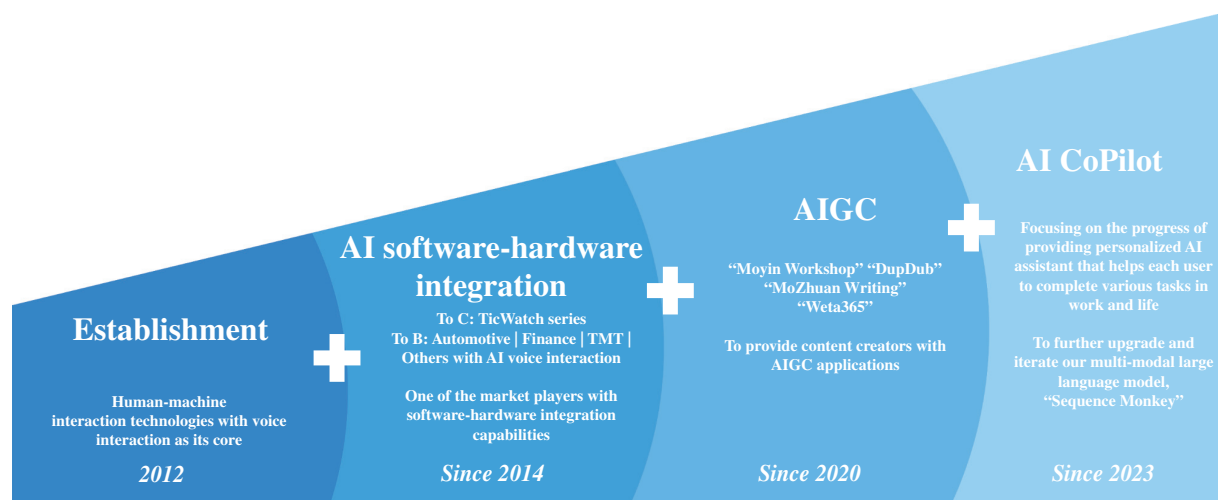 Establishment
Human-machine
interaction technologies with voice
interaction as its core
2012
AI software-hardware
integration
To C: TicWatch series
To B: Automotive | Finance | TMT |
Others with AI voice interaction
One of the market players with
software-hardware integration
capabilities
Since 2014
AIGC
“Moyin Workshop” “DupDub”
“MoZhuan Writing”
“Weta365”
To provide content creators with
AIGC applications
Since 2020
AI CoPilot
Focusing on the progress of
providing personalized AI
assistant that helps each user
to complete various tasks in
work and life
To further upgrade and
iterate our multi-modal large
language model,
“Sequence Monkey”
Since 2023